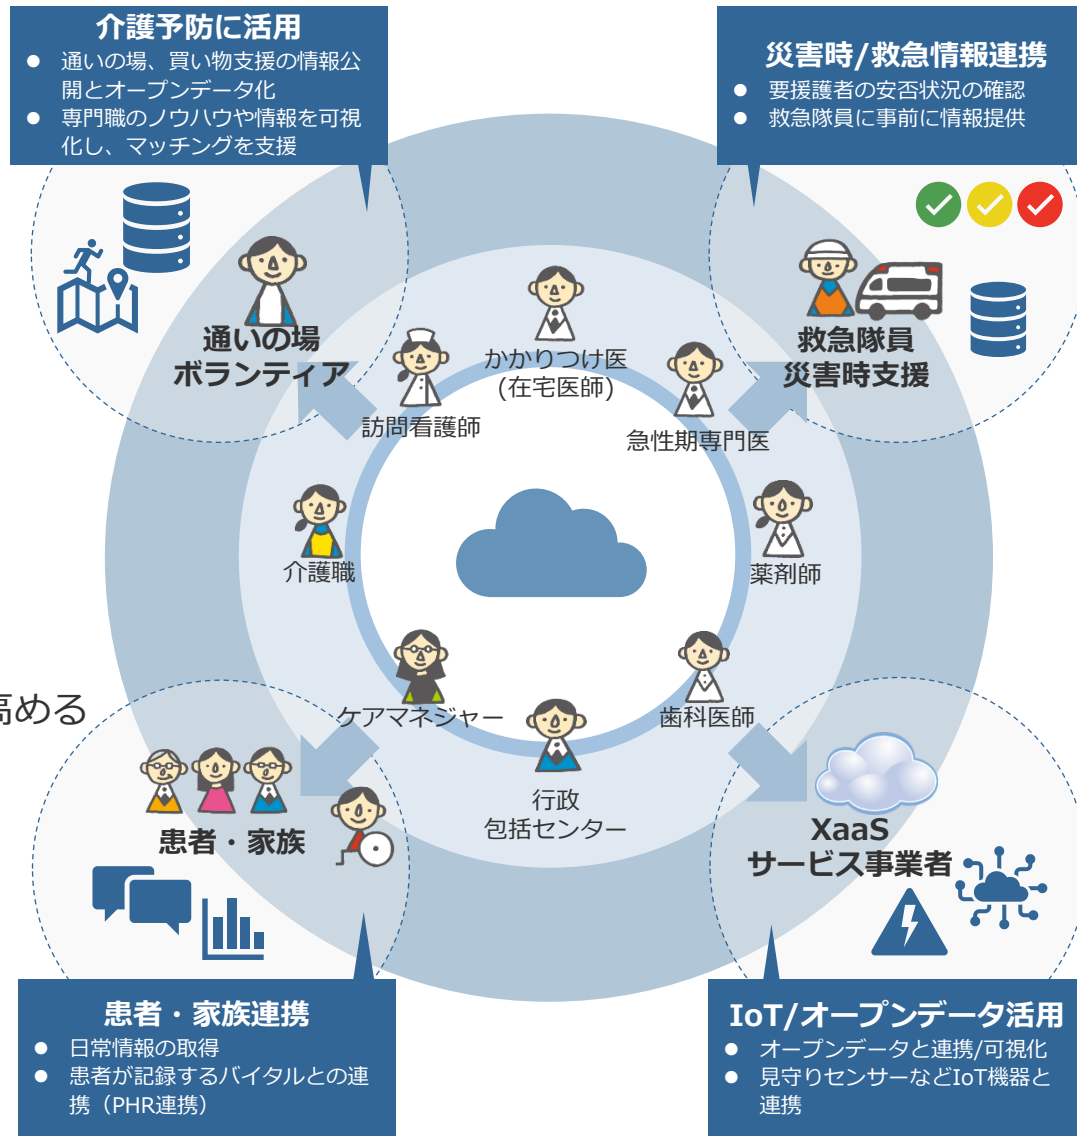 介護予防に活用
● 通いの場、買い物支援の情報公
開とオープンデータ化
● 専門職のノウハウや情報を可視
化し、マッチングを支援
災害時/救急情報連携
● 要援護者の安否状況の確認
● 救急隊員に事前に情報提供
通いの場
ボランティア
救急隊員
災害時支援
かかりつけ医
(在宅医師)
訪問看護師
急性期専門医
介護職
薬剤師
高める
ケアマネジャー
歯科医師
行政
包括センター
患者・家族
XaaS
サービス事業者
患者・家族連携
● 日常情報の取得
● 患者が記録するバイタルとの連
携（PHR連携）
IoT/オープンデータ活用
● オープンデータと連携/可視化
● 見守りセンサーなどIoT機器と
連携